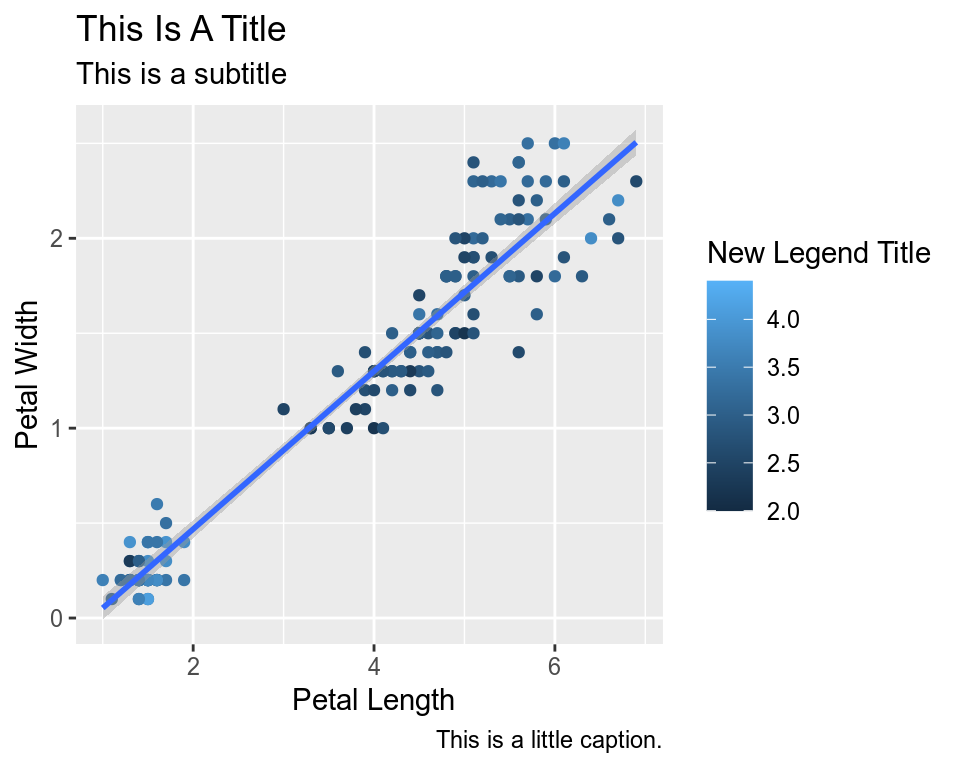 This Is A Title
This is a subtitle
Petal Width
2
1
0
2 4 6
Petal Length
This is a little caption.
New Legend Title
4.0
3.5
3.0
2.5
2.0